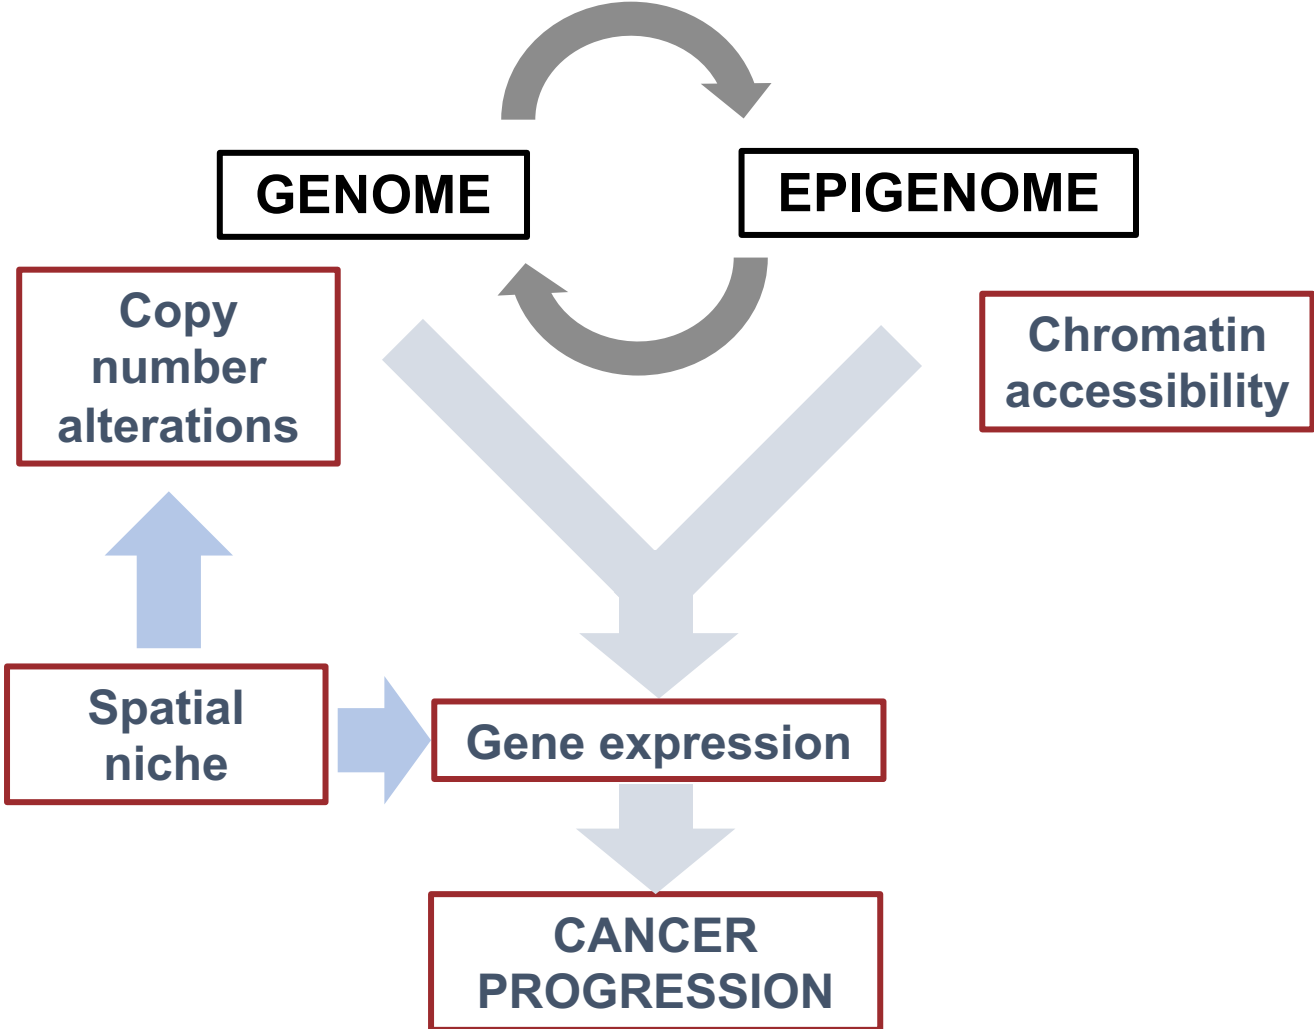 GENOME
EPIGENOME
Copy
number
alterations
Chromatin
accessibility
Spatial
niche
Gene expression
CANCER
PROGRESSION